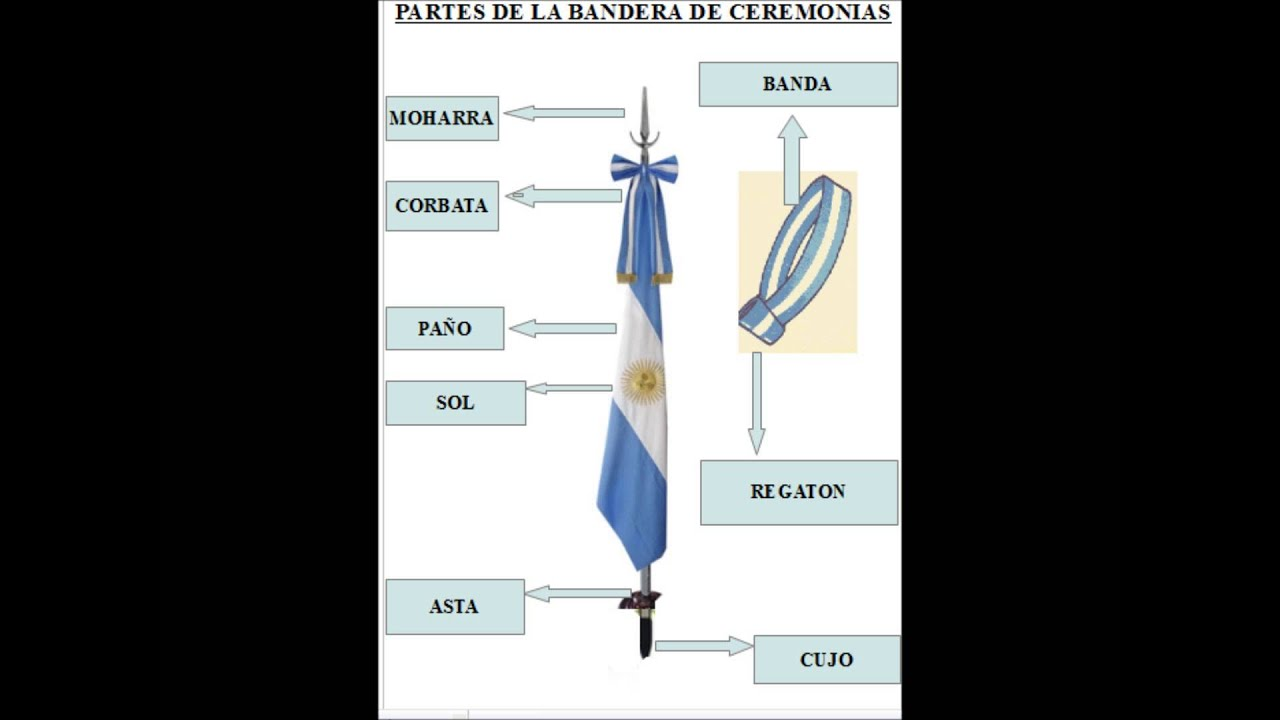 PARTES DE LA BANDERA DE CEREMONIAS
BANDA
MOHARRA
CORBATA
PAÑO
SOL
REGATON
ASTA
CUJO